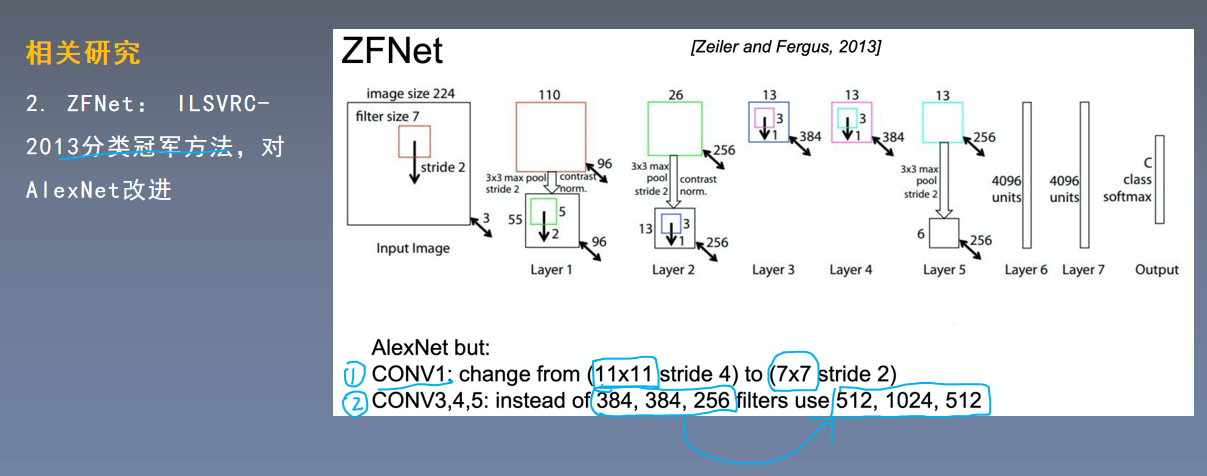 相关研究
2. ZFNet： ILSVRC-
2013分类冠军方法，对
AlexNet改进
ZFNet
[Zeiler and Fergus, 2013]
image size 224
filter size 7
stride 2
3
Input Image
110
96
3x3 max pool
stride 2
contrast
norm.
55
5
2
96
Layer 1
26
256
3x3 max
pool
stride 2
contrast
norm.
13
3
1
256
Layer 2
13
3
1
384
Layer 3
13
3
1
384
Layer 4
13
256
3x3 max
pool
stride 2
6
256
Layer 5
4096
units
Layer 6
4096
units
Layer 7
C
class
softmax
Output
AlexNet but:
① CONV1: change from (11x11 stride 4) to (7x7 stride 2)
② CONV3,4,5: instead of 384, 384, 256 filters use 512, 1024, 512